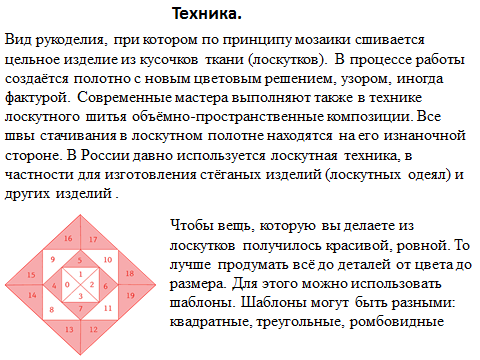 Техника.
Вид рукоделия, при котором по принципу мозаики сшивается
цельное изделие из кусочков ткани (лоскутков). В процессе работы
создаётся полотно с новым цветовым решением, узором, иногда
фактурой. Современные мастера выполняют также в технике
лоскутного шитья объёмно-пространственные композиции. Все
швы стачивания в лоскутном полотне находятся на его изнаночной
стороне. В России давно используется лоскутная техника, в
частности для изготовления стёганых изделий (лоскутных одеял) и
других изделий .
Чтобы вещь, которую вы делаете из
лоскутков получилось красивой, ровной. То
лучше продумать всё до деталей от цвета до
размера. Для этого можно использовать
шаблоны. Шаблоны могут быть разными:
квадратные, треугольные, ромбовидные
16 17
9 5 10
15 1 18
4 0 2 6
14 3 19
8 7 11
13 12